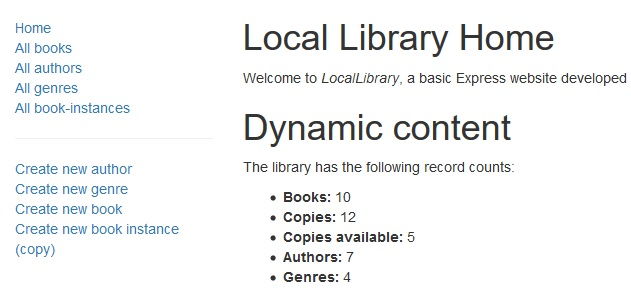 Home
All books
All authors
All genres
All book-instances
Create new author
Create new genre
Create new book
Create new book instance
(copy)
Local Library Home
Welcome to LocalLibrary, a basic Express website developed
Dynamic content
The library has the following record counts:
Books: 10
Copies: 12
Copies available: 5
Authors: 7
Genres: 4